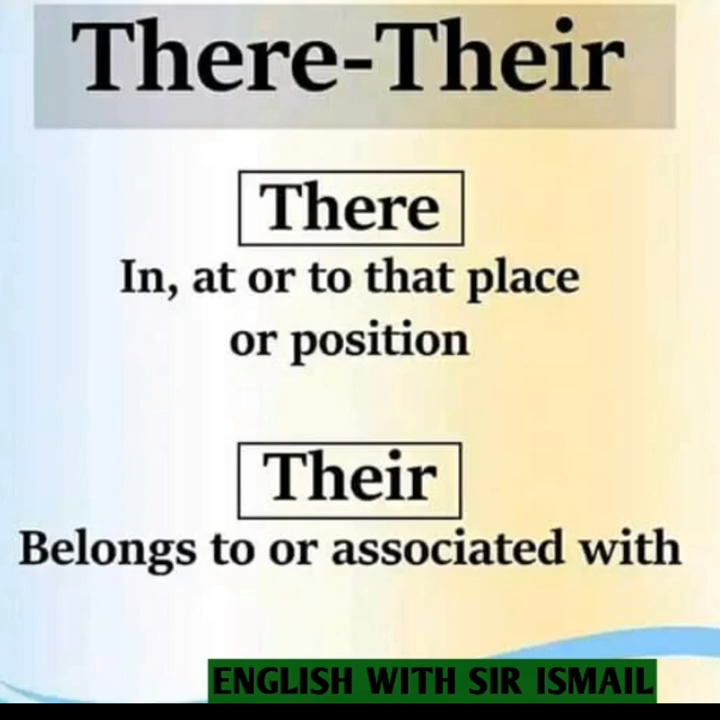 There-Their
There
In, at or to that place
or position
Their
Belongs to or associated with
ENGLISH WITH SIR ISMAIL